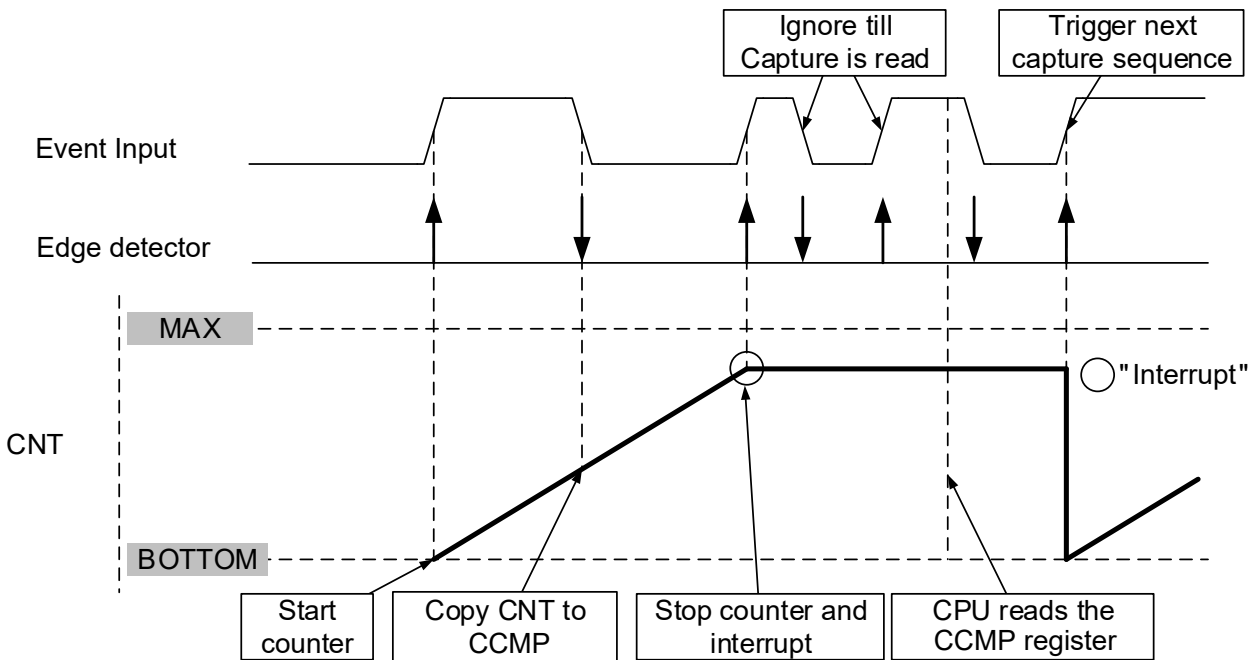 Ignore till
Capture is read
Trigger next
capture sequence
Event Input
Edge detector
MAX
"Interrupt"
CNT
BOTTOM
Start
counter
Copy CNT to
CCMP
Stop counter and
interrupt
CPU reads the
CCMP register